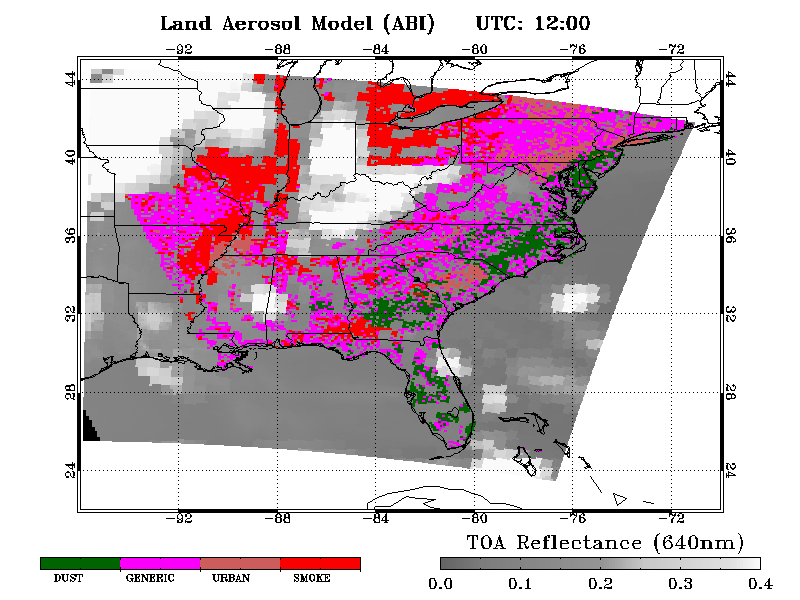 Land Aerosol Model (ABI) UTC: 12:00
-92 -88 -84 -80 -76 -72
44 44
40 40
36 36
32 32
28 28
24 24
-92 -88 -84 -80 -76 -72
TOA Reflectance (640nm)
DUST GENERIC URBAN SMOKE
0.0 0.1 0.2 0.3 0.4